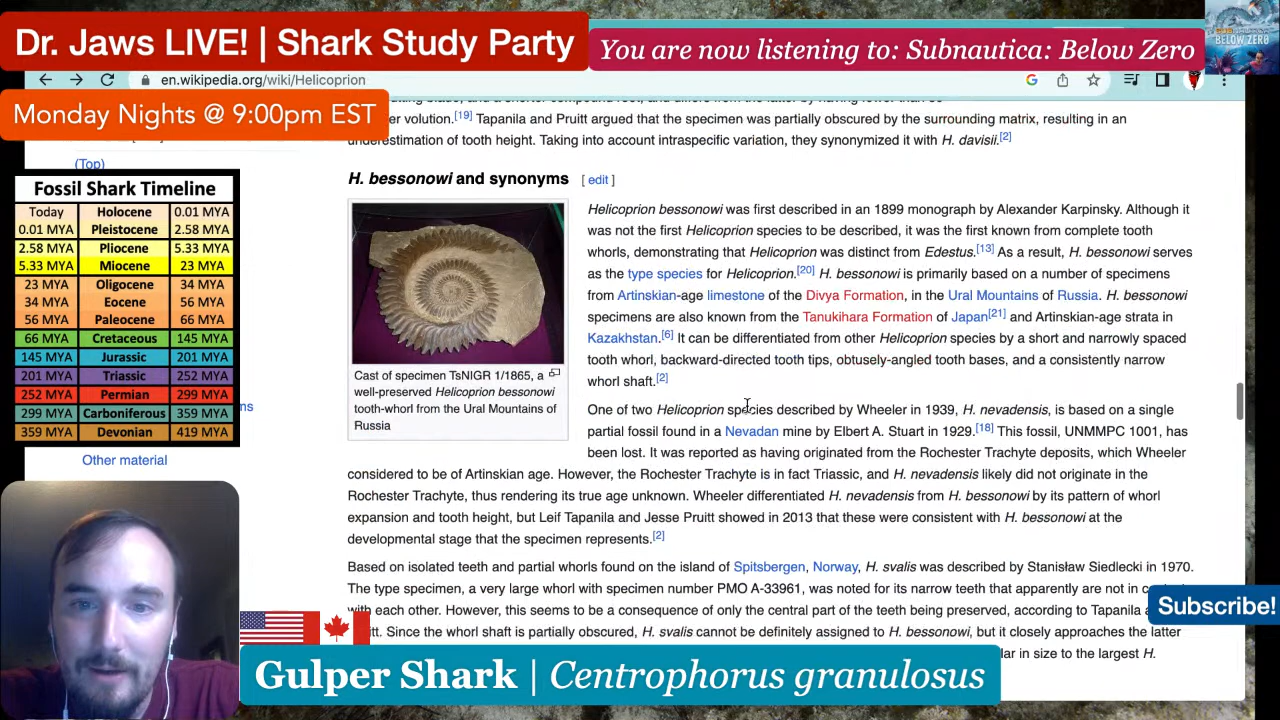 Dr. Jaws LIVE! | Shark Study Party
You are now listening to: Subnautica: Below Zero
BELOW ZERO
en.wikipedia.org/wiki/Helicoprion
Monday Nights @ 9:00pm EST
er volution.[19] Tapanila and Pruitt argued that the specimen was partially obscured by the surrounding matrix, resulting in an
underestimation of tooth height. Taking into account intraspecific variation, they synonymized it with H. davisii.[2]
(Top)
Fossil Shark Timeline
Today Holocene 0.01 MYA
0.01 MYA Pleistocene 2.58 MYA
2.58 MYA Pliocene 5.33 MYA
5.33 MYA Miocene 23 MYA
23 MYA Oligocene 34 MYA
34 MYA Eocene 56 MYA
56 MYA Paleocene 66 MYA
66 MYA Cretaceous 145 MYA
145 MYA Jurassic 201 MYA
201 MYA Triassic 252 MYA
252 MYA Permian 299 MYA
299 MYA Carboniferous 359 MYA
359 MYA Devonian 419 MYA
ms
Other material
H. bessonowi and synonyms [ edit ]
Cast of specimen TsNIGR 1/1865, a
well-preserved Helicoprion bessonowi
tooth-whorl from the Ural Mountains of
Russia
Helicoprion bessonowi was first described in an 1899 monograph by Alexander Karpinsky. Although it
was not the first Helicoprion species to be described, it was the first known from complete tooth
whorls, demonstrating that Helicoprion was distinct from Edestus.[13] As a result, H. bessonowi serves
as the type species for Helicoprion.[20] H. bessonowi is primarily based on a number of specimens
from Artinskian-age limestone of the Divya Formation, in the Ural Mountains of Russia. H. bessonowi
specimens are also known from the Tanukihara Formation of Japan[21] and Artinskian-age strata in
Kazakhstan.[6] It can be differentiated from other Helicoprion species by a short and narrowly spaced
tooth whorl, backward-directed tooth tips, obtusely-angled tooth bases, and a consistently narrow
whorl shaft.[2]
One of two Helicoprion species described by Wheeler in 1939, H. nevadensis, is based on a single
partial fossil found in a Nevadan mine by Elbert A. Stuart in 1929.[18] This fossil, UNMMPC 1001, has
been lost. It was reported as having originated from the Rochester Trachyte deposits, which Wheeler
considered to be of Artinskian age. However, the Rochester Trachyte is in fact Triassic, and H. nevadensis likely did not originate in the
Rochester Trachyte, thus rendering its true age unknown. Wheeler differentiated H. nevadensis from H. bessonowi by its pattern of whorl
expansion and tooth height, but Leif Tapanila and Jesse Pruitt showed in 2013 that these were consistent with H. bessonowi at the
developmental stage that the specimen represents.[2]
Based on isolated teeth and partial whorls found on the island of Spitsbergen, Norway, H. svalis was described by Stanisław Siedlecki in 1970.
The type specimen, a very large whorl with specimen number PMO A-33961, was noted for its narrow teeth that apparently are not in
with each other. However, this seems to be a consequence of only the central part of the teeth being preserved, according to Tapanila
tt. Since the whorl shaft is partially obscured, H. svalis cannot be definitely assigned to H. bessonowi, but it closely approaches the latter
lar in size to the largest H.
Subscribe!
Gulper Shark | Centrophorus granulosus